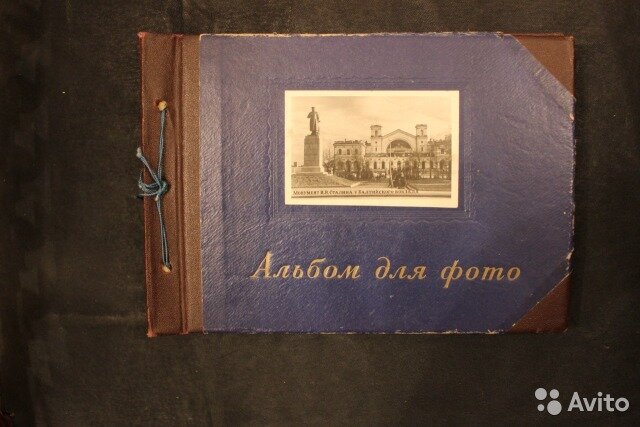 МОНУМЕНТ И.В. СТАЛИНА У БАЛТИЙСКОГО ВОКЗАЛА
Альбом для фото
Avito